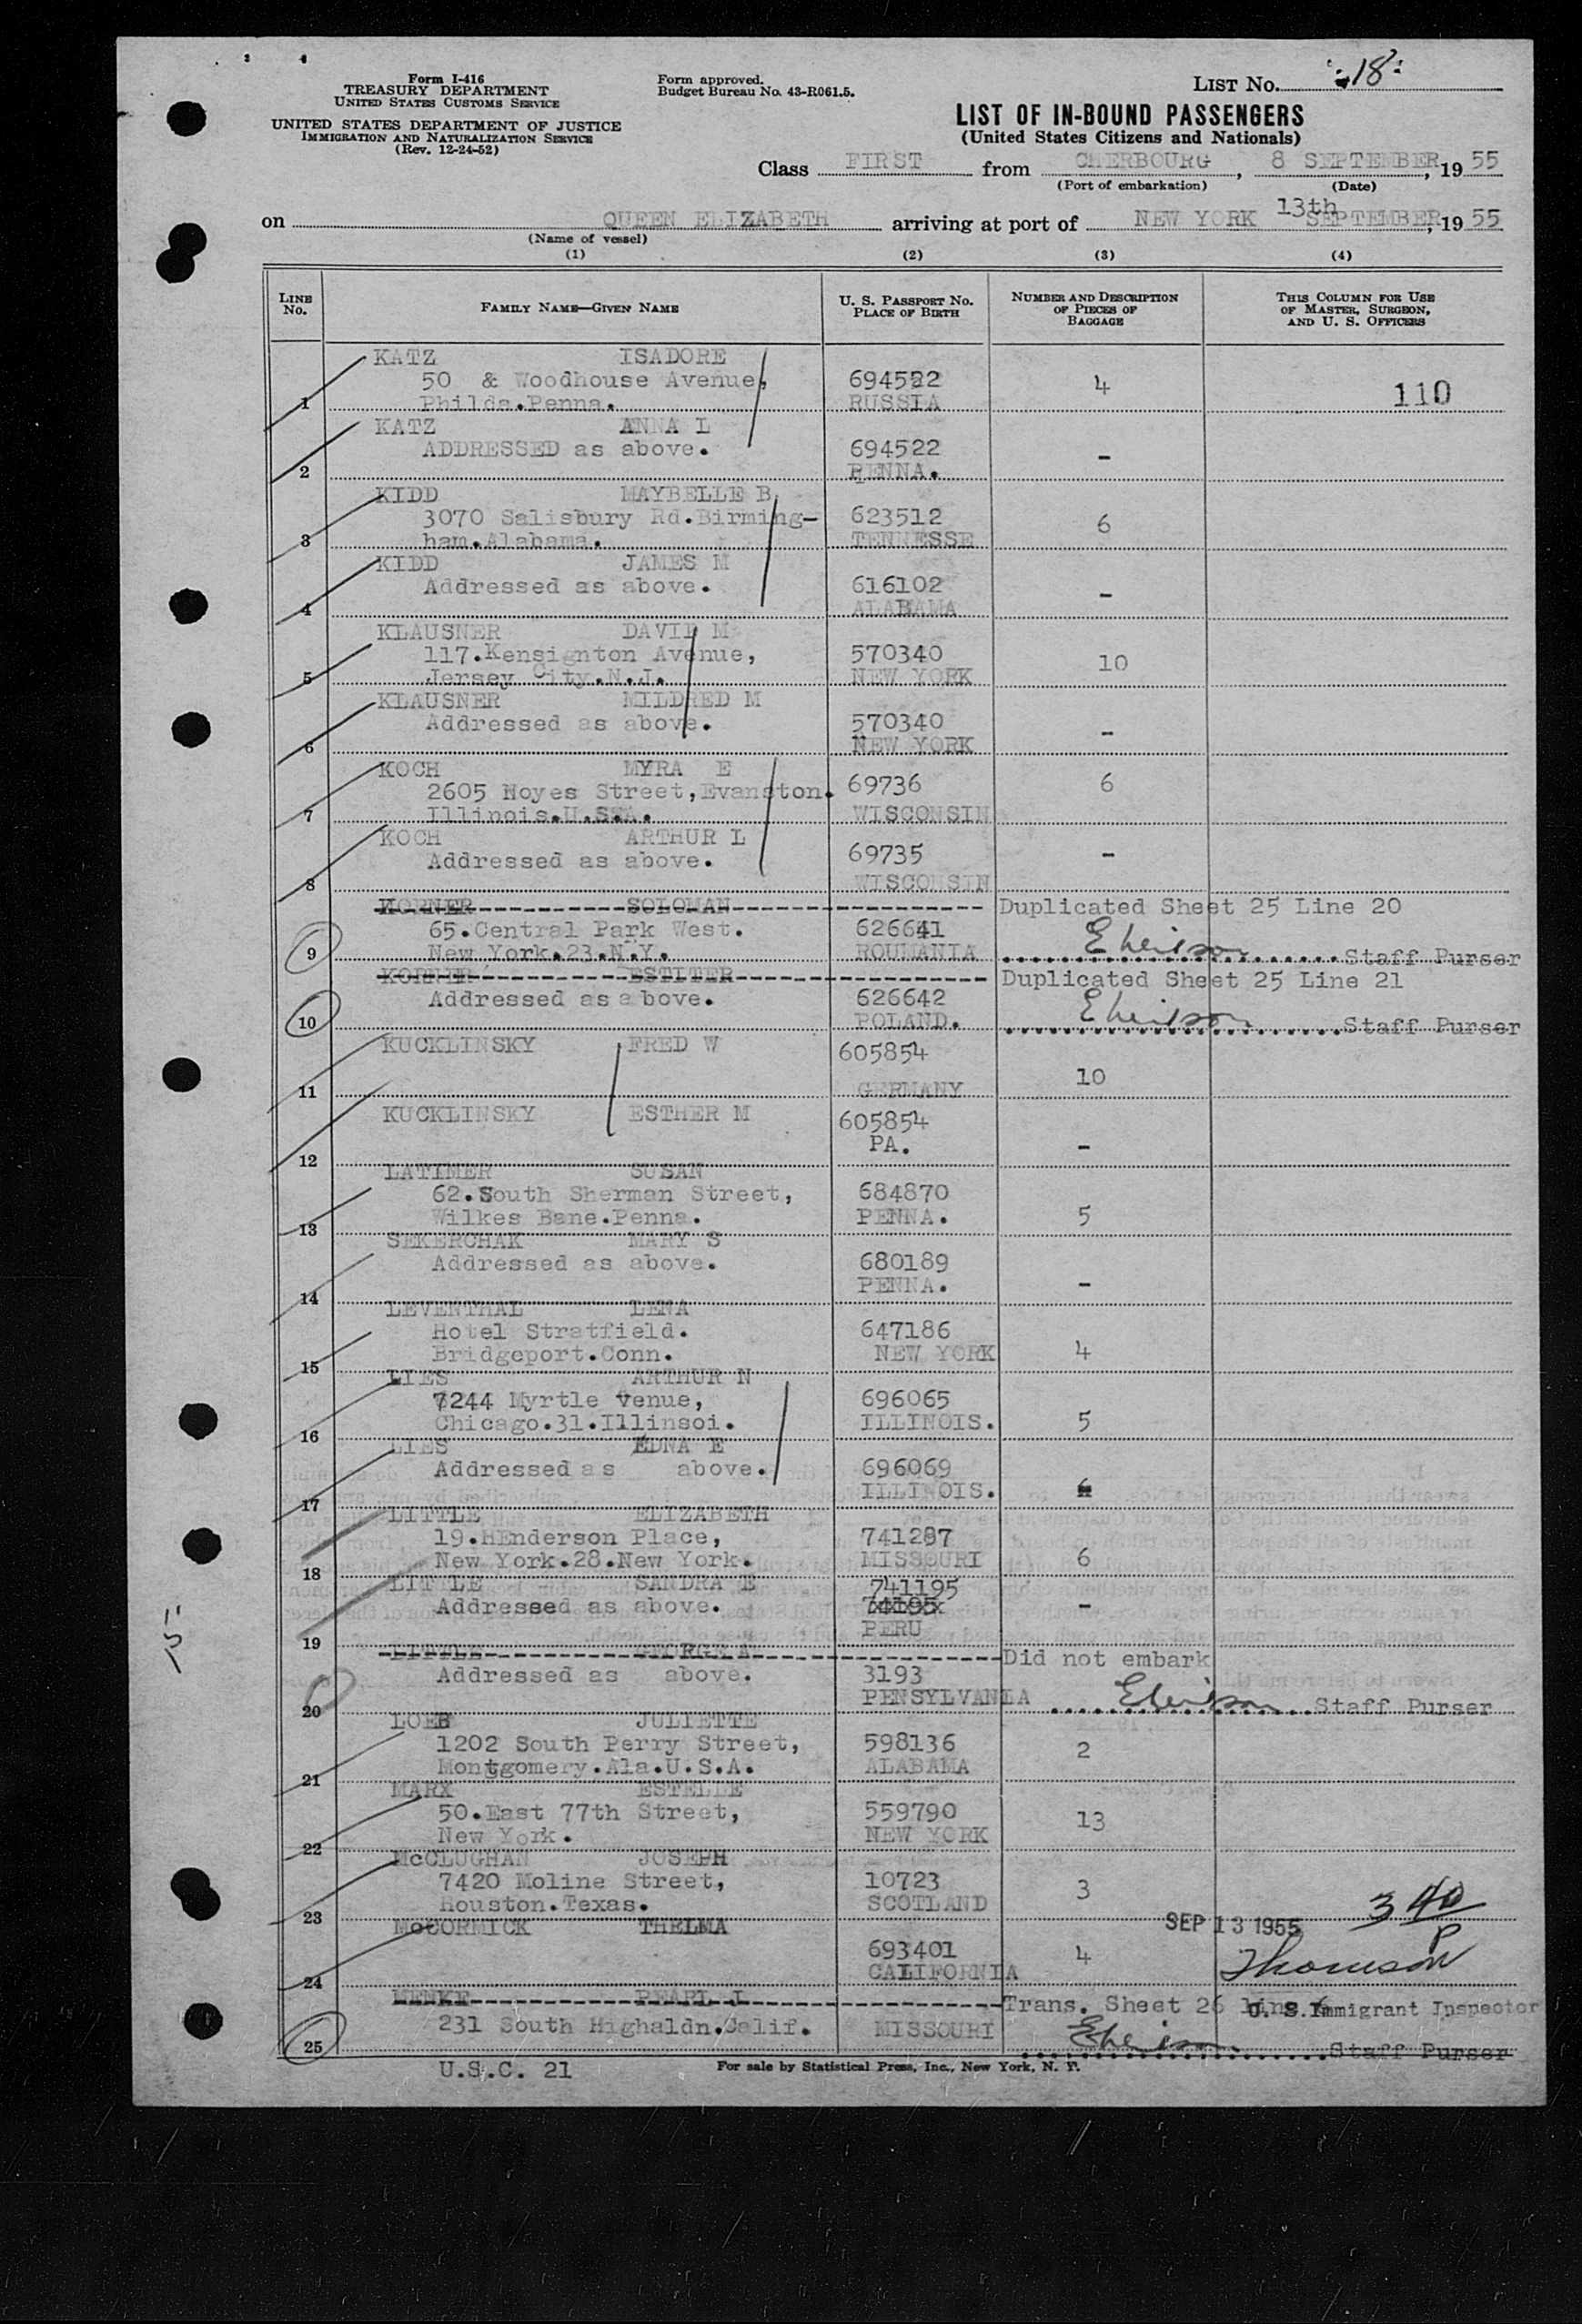 Form I-416
TREASURY DEPARTMENT
UNITED STATES CUSTOMS SERVICE
UNITED STATES DEPARTMENT OF JUSTICE
IMMIGRATION AND NATURALIZATION SERVICE
(Rev. 12-24-52)
Form approved.
Budget Bureau No. 43-R061.5.
LIST No. 18
LIST OF IN-BOUND PASSENGERS
(United States Citizens and Nationals)
Class FIRST from CHERBOURG, 8 SEPTEMBER, 19 55
(Port of embarkation) (Date)
on QUEEN ELIZABETH arriving at port of NEW YORK 13th SEPTEMBER, 19 55
(Name of vessel)
(1) (2) (3) (4)
LINE No. FAMILY NAME—GIVEN NAME U. S. PASSPORT No. PLACE OF BIRTH NUMBER AND DESCRIPTION OF PIECES OF BAGGAGE THIS COLUMN FOR USE OF MASTER, SURGEON, AND U. S. OFFICERS
KATZ ISADORE
50 & Woodhouse Avenue, 694522 4 110
1 Philda.Penna. RUSSIA
KATZ ANNA L
ADDRESSED as above. 694522 -
2 PENNA.
KIDD MAYBELLE B
3070 Salisbury Rd.Birming- 623512 6
3 ham.Alabama. TENNESSE
KIDD JAMES M
Addressed as above. 616102 -
4 ALABAMA
KLAUSNER DAVID M
117.Kensignton Avenue, 570340 10
5 Jersey City.N.J. NEW YORK
KLAUSNER MILDRED M
Addressed as above. 570340 -
6 NEW YORK
KOCH MYRA E
2605 Noyes Street,Evanston. 69736 6
7 Illinois.U.S.A. WISCONSIN
KOCH ARTHUR L
Addressed as above. 69735 -
8 WISCONSIN
KORNER SOLOMAN Duplicated Sheet 25 Line 20
65.Central Park West. 626641
9 New York.23.N.Y. ROUMANIA Staff Purser
KORNER ESTITER Duplicated Sheet 25 Line 21
Addressed as a bove. 626642
10 POLAND. Staff Purser
KUCKLINSKY FRED W 605854
10
11 GERMANY
KUCKLINSKY ESTHER M 605854
PA. -
12
LATIMER SUSAN
62.South Sherman Street, 684870
Wilkes Bane.Penna. PENNA. 5
13
SEKERCHAK MARY S
Addressed as above. 680189
PENNA. -
14
LEVENTHAL LENA
Hotel Stratfield. 647186
Bridgeport.Conn. NEW YORK 4
15
LIES ARTHUR N
7244 Myrtle venue, 696065
Chicago.31.Illinsoi. ILLINOIS. 5
16
LIES EDNA E
Addressed as above. 696069
ILLINOIS.
17
LITTLE ELIZABETH
19.HEnderson Place, 741287
New York.28.New York. MISSOURI 6
18
LITTLE SANDRA E 741195
Addressed as above. 74195 -
PERU
19
LITTLE GEORGE A Did not embark
Addressed as above. 3193
PENSYLVANIA Staff Purser
20
LOEB JULIETTE
1202 South Perry Street, 598136 2
Montgomery.Ala.U.S.A. ALABAMA
21
MARX ESTELLE
50.East 77th Street, 559790 13
New York. NEW YORK
22
McCLUGHAN JOSEPH
7420 Moline Street, 10723 3
Houston.Texas. SCOTLAND 3 40
23 SEP 13 1955
McCORMICK THELMA
693401 4 Thomson
CALIFORNIA
24
MENKE PEARL I Trans. Sheet 26 line U. S. Immigrant Inspector
231 South Highaldn.Calif. MISSOURI
25 Staff Purser
U.S.C. 21 For sale by Statistical Press, Inc., New York, N. Y.